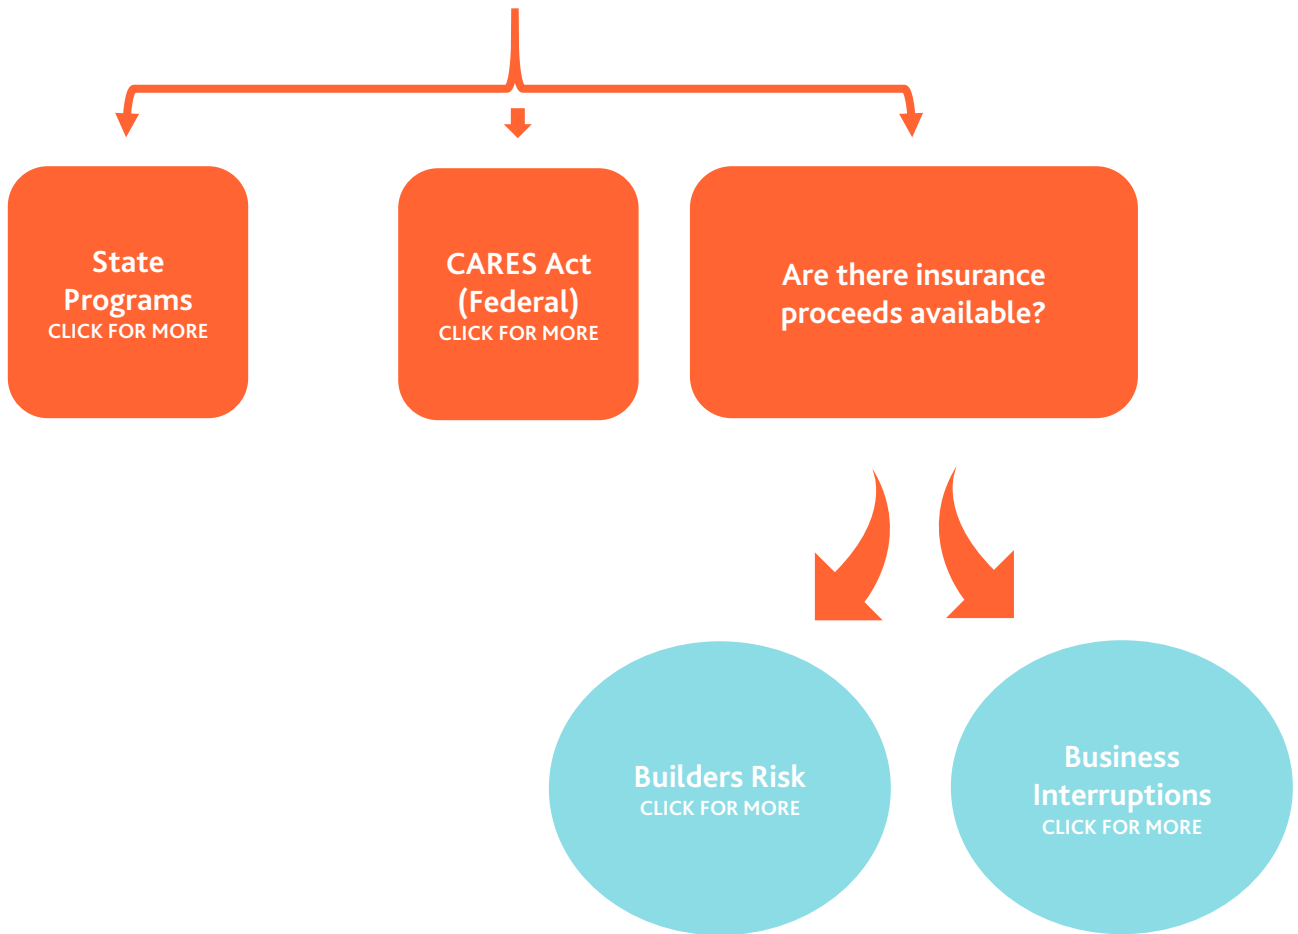 State
Programs
CLICK FOR MORE
CARES Act
(Federal)
CLICK FOR MORE
Are there insurance
proceeds available?
Builders Risk
CLICK FOR MORE
Business
Interruptions
CLICK FOR MORE